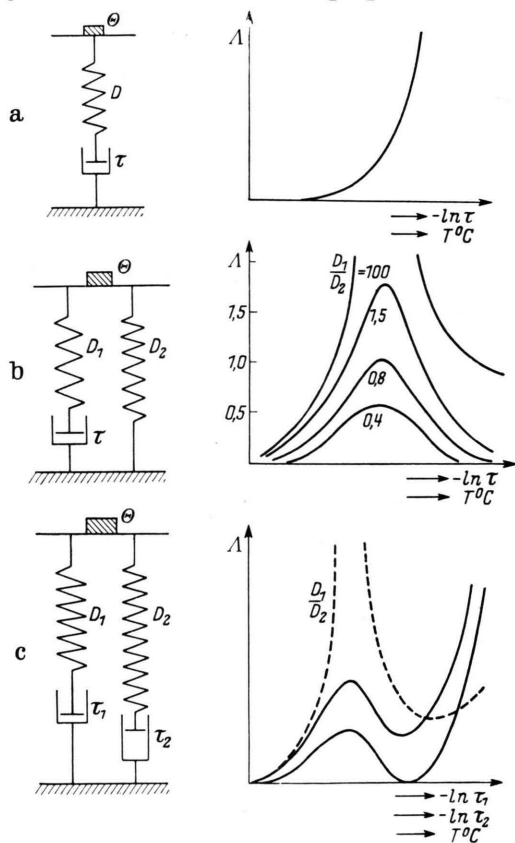 a
Θ
D
τ
Λ
-ln τ
T°C
b
Θ
D₁
D₂
τ
Λ
1,5
1,0
0,5
D₁/D₂ = 100
1,5
0,8
0,4
-ln τ
T°C
c
Θ
D₁
D₂
τ₁
τ₂
Λ
D₁/D₂
-ln τ₁
-ln τ₂
T°C